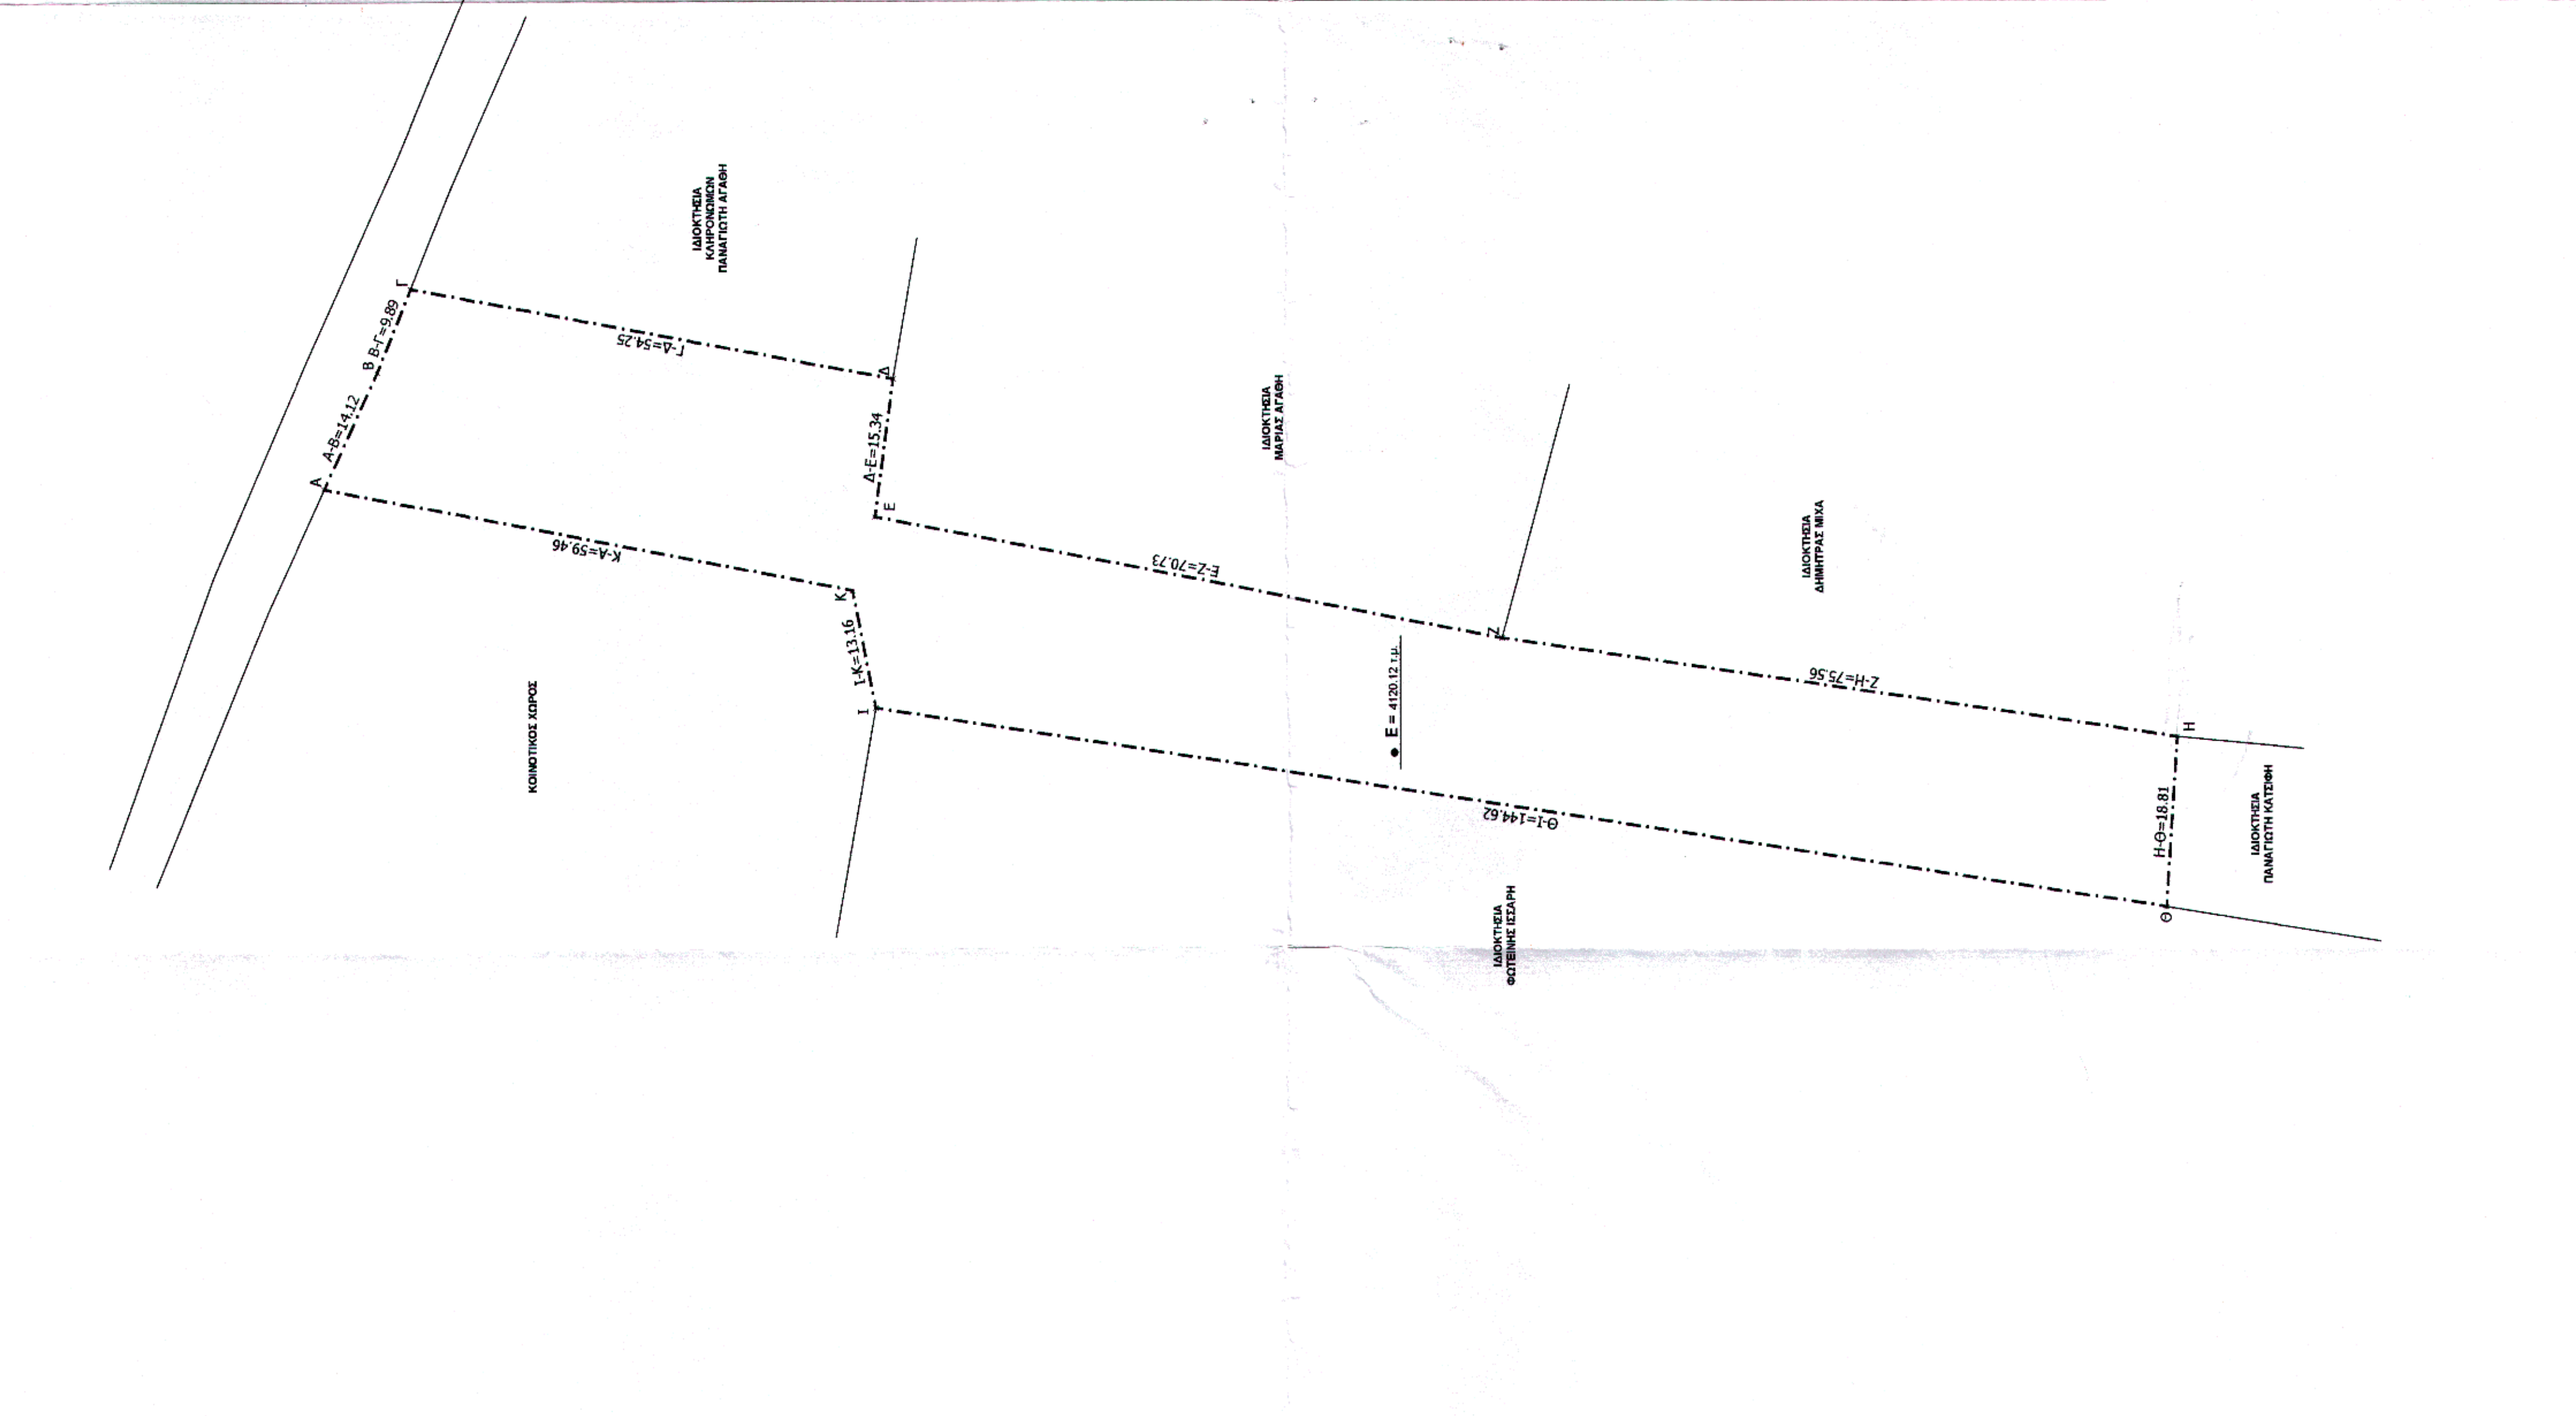 Α
Α-Β=14.12
Β
Β-Γ=9.89
Γ
Γ-Δ=54.25
Δ
Δ-Ε=15.34
Ε
Ε-Ζ=70.73
Ζ
Ζ-Η=75.56
Η
Η-Θ=18.81
Θ
Θ-Ι=144.62
Ι
Ι-Κ=13.16
Κ
Κ-Α=59.46
ΙΔΙΟΚΤΗΣΙΑ
ΚΛΗΡΟΝΟΜΩΝ
ΠΑΝΑΓΙΩΤΗ ΑΓΑΘΗ
ΙΔΙΟΚΤΗΣΙΑ
ΜΑΡΙΑΣ ΑΓΑΘΗ
ΙΔΙΟΚΤΗΣΙΑ
ΔΗΜΗΤΡΑΣ ΜΙΧΑ
ΚΟΙΝΟΤΙΚΟΣ ΧΩΡΟΣ
Ε = 4120.12 τ.μ.
ΙΔΙΟΚΤΗΣΙΑ
ΦΩΤΕΙΝΗΣ ΙΣΣΑΡΗ
ΙΔΙΟΚΤΗΣΙΑ
ΠΑΝΑΓΙΩΤΗ ΚΑΤΣΙΦΗ